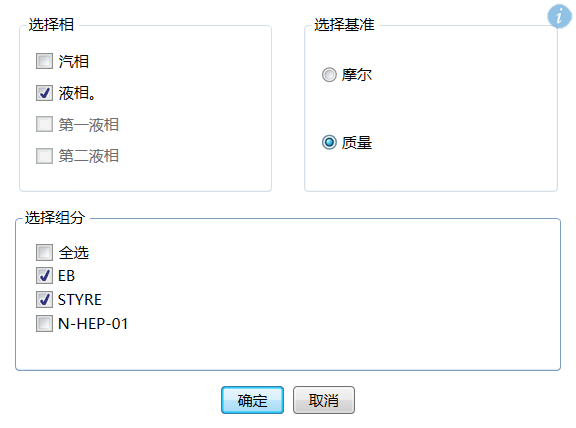 选择相
汽相
液相。
第一液相
第二液相
选择基准
摩尔
质量
选择组分
全选
EB
STYRE
N-HEP-01
确定
取消